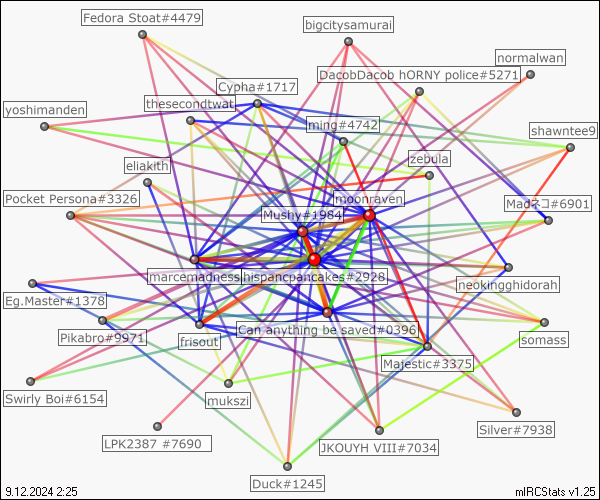 Fedora Stoat#4479
bigcitysamurai
normalwan
DacobDacob hORNY police#5271
Cypha#1717
thesecondtwat
yoshimanden
ming#4742
shawntee9
zebula
eliakith
Pocket Persona#3326
moonraven
Madネコ#6901
Mushy#1984
marcemadness
hispancpancakes#2928
neokingghidorah
Eg.Master#1378
Can anything be saved#0396
Pikabro#9971
frisout
somass
Majestic#3375
Swirly Boi#6154
mukszi
Silver#7938
LPK2387 #7690
JKOUYH VIII#7034
Duck#1245
9.12.2024 2:25
mIRCStats v1.25